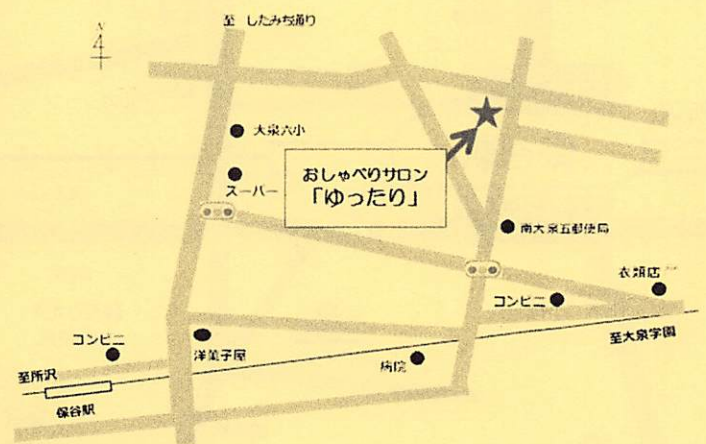 至 したみち通り
N
大泉六小
スーパー
おしゃべりサロン
「ゆったり」
南大泉五郵便局
衣類店
コンビニ
至大泉学園
コンビニ
洋菓子屋
病院
至所沢
保谷駅